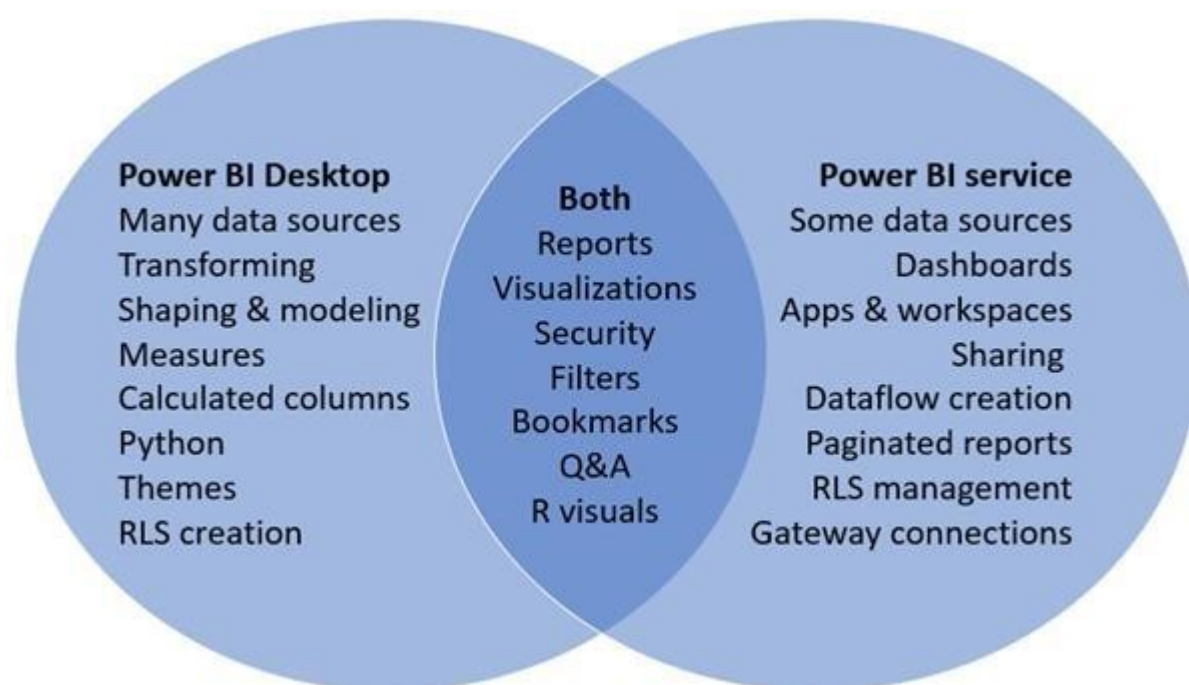 Power BI Desktop
Many data sources
Transforming
Shaping & modeling
Measures
Calculated columns
Python
Themes
RLS creation
Both
Reports
Visualizations
Security
Filters
Bookmarks
Q&A
R visuals
Power BI service
Some data sources
Dashboards
Apps & workspaces
Sharing
Dataflow creation
Paginated reports
RLS management
Gateway connections